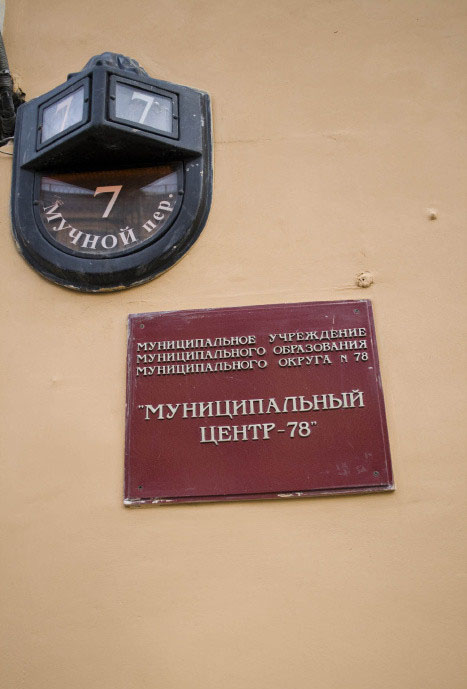 7
7
7
Мучной пер.
МУНИЦИПАЛЬНОЕ УЧРЕЖДЕНИЕ
МУНИЦИПАЛЬНОГО ОБРАЗОВАНИЯ
МУНИЦИПАЛЬНОГО ОКРУГА N 78
"МУНИЦИПАЛЬНЫЙ
ЦЕНТР-78"